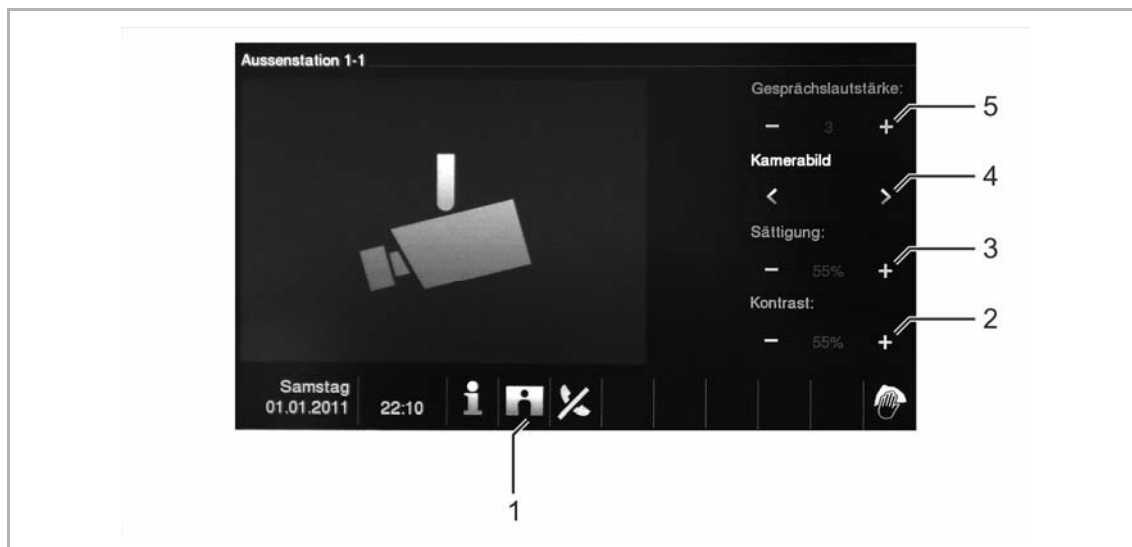 Aussenstation 1-1
Gesprächslautstärke:
− 3 +
5
Kamerabild
< >
4
Sättigung:
− 55% +
3
Kontrast:
− 55% +
2
Samstag
01.01.2011 22:10
1